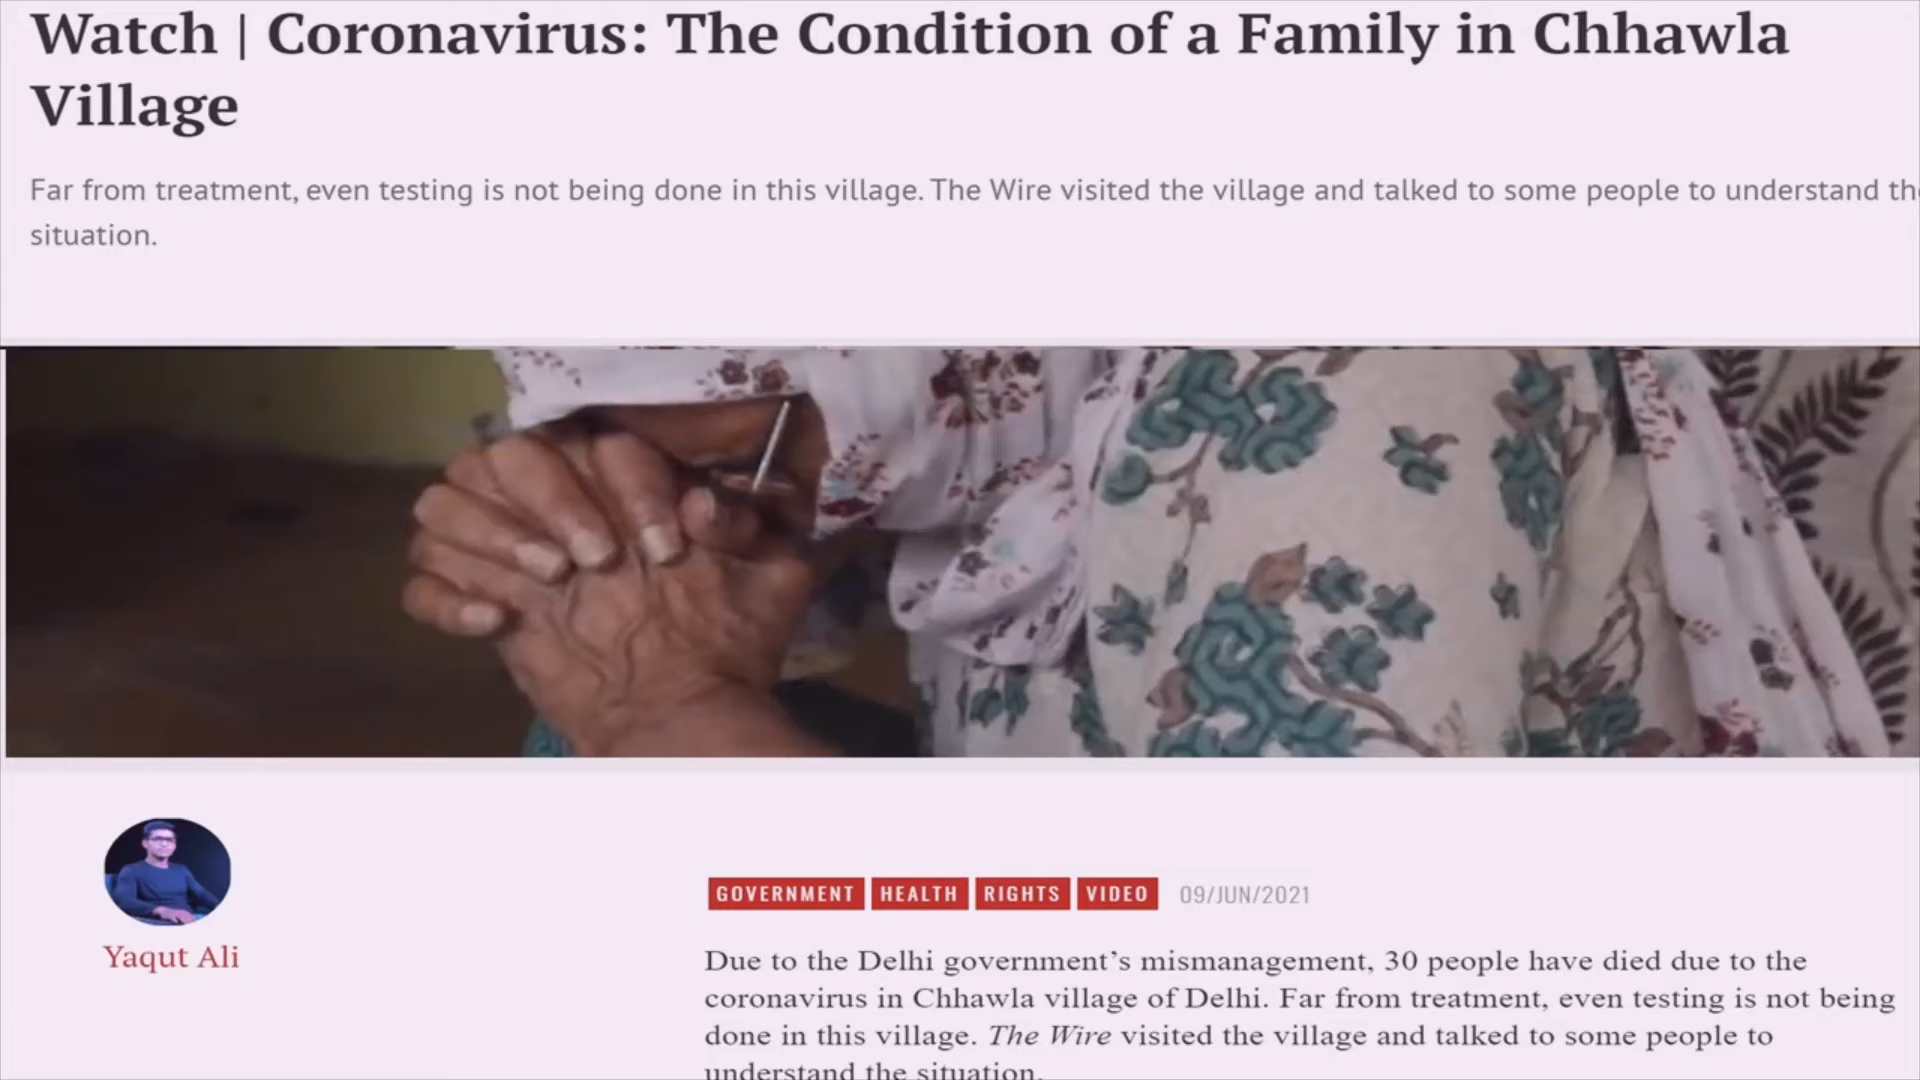 Watch | Coronavirus: The Condition of a Family in Chhawla
Village
Far from treatment, even testing is not being done in this village. The Wire visited the village and talked to some people to understand
situation.
Yaqut Ali
GOVERNMENT HEALTH RIGHTS VIDEO 09/JUN/2021
Due to the Delhi government’s mismanagement, 30 people have died due to the
coronavirus in Chhawla village of Delhi. Far from treatment, even testing is not being
done in this village. The Wire visited the village and talked to some people to
understand the situation.